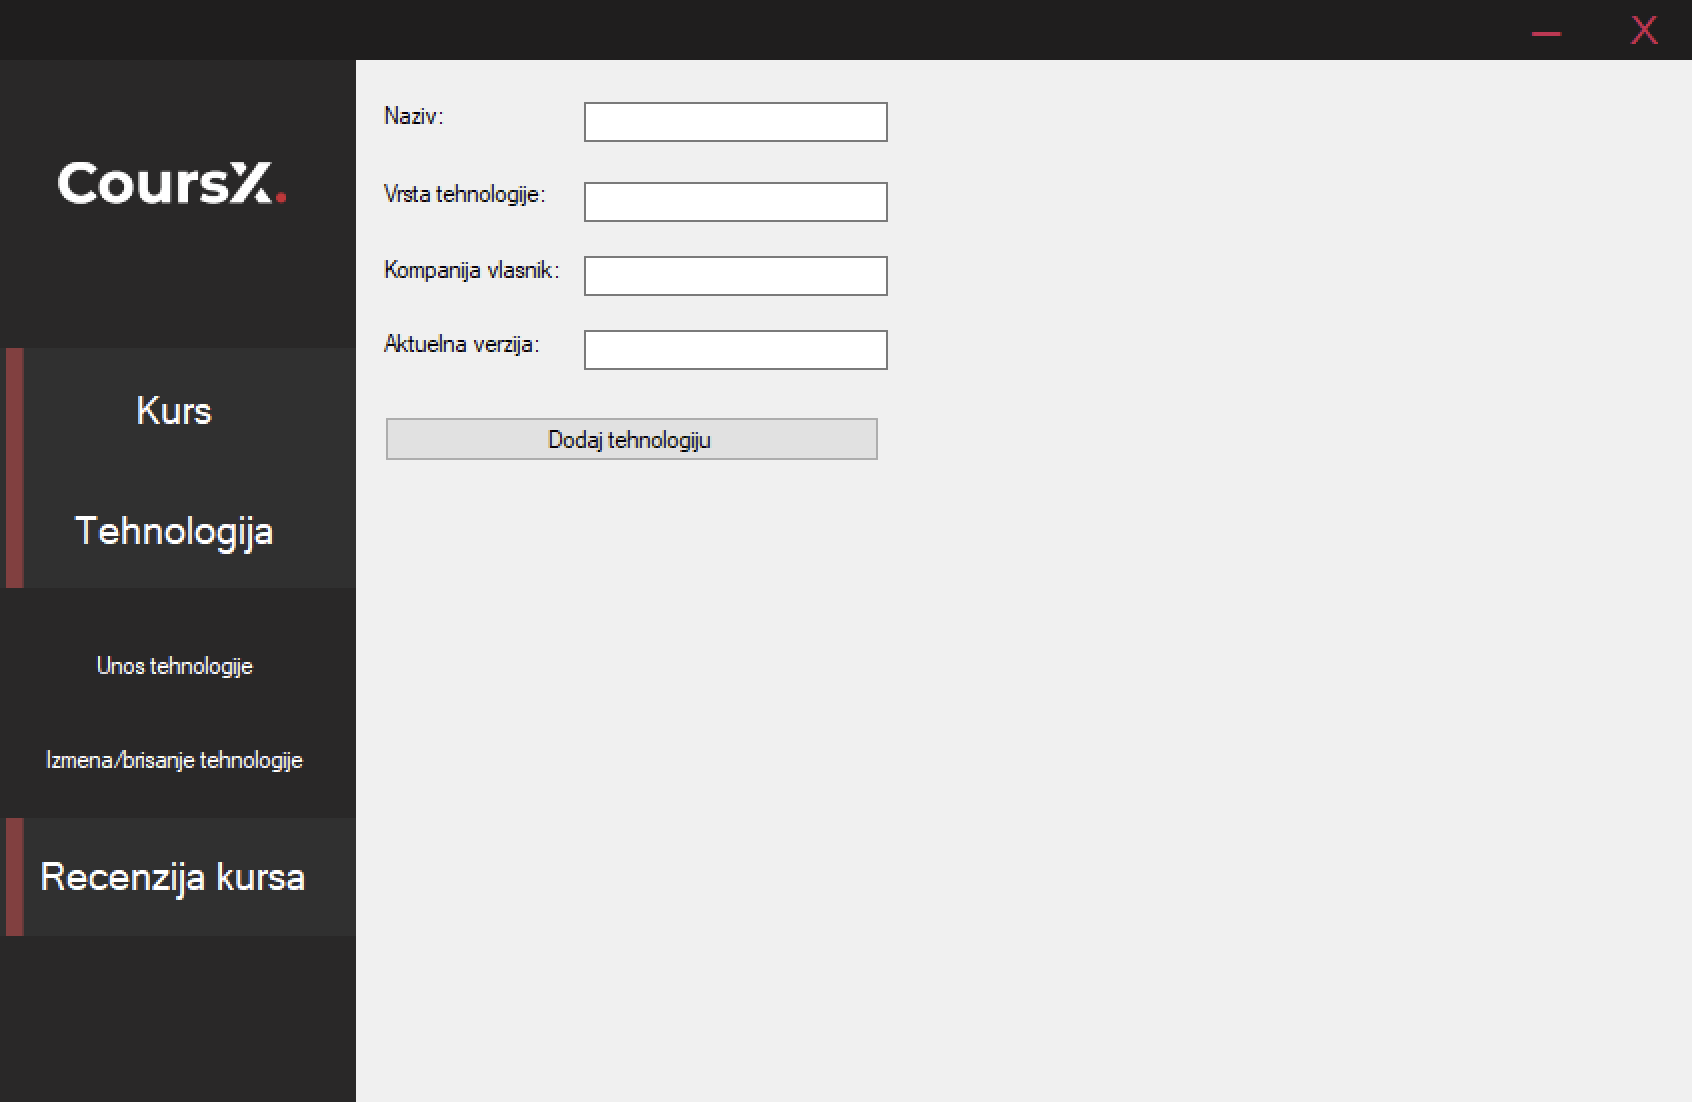 CoursX.
Kurs
Tehnologija
Unos tehnologije
Izmena/brisanje tehnologije
Recenzija kursa
Naziv:
Vrsta tehnologije:
Kompanija vlasnik:
Aktuelna verzija:
Dodaj tehnologiju